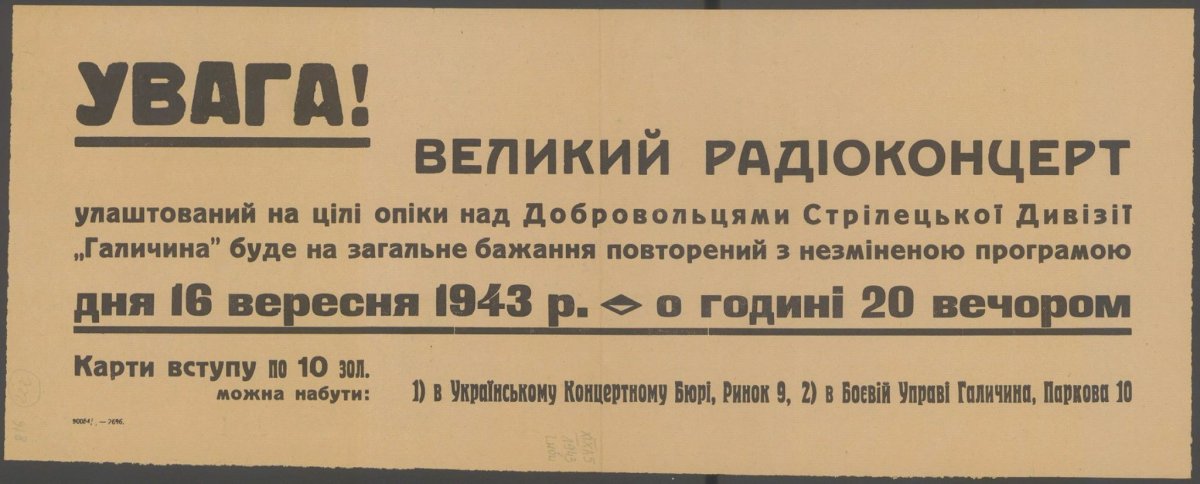 УВАГА!
ВЕЛИКИЙ РАДІОКОНЦЕРТ
улаштований на цілі опіки над Добровольцями Стрілецької Дивізії
„Галичина” буде на загальне бажання повторений з незміненою програмою
дня 16 вересня 1943 р. о годині 20 вечором
Карти вступу по 10 зол.
можна набути:
1) в Українському Концертному Бюрі, Ринок 9, 2) в Боєвій Управі Галичина, Паркова 10